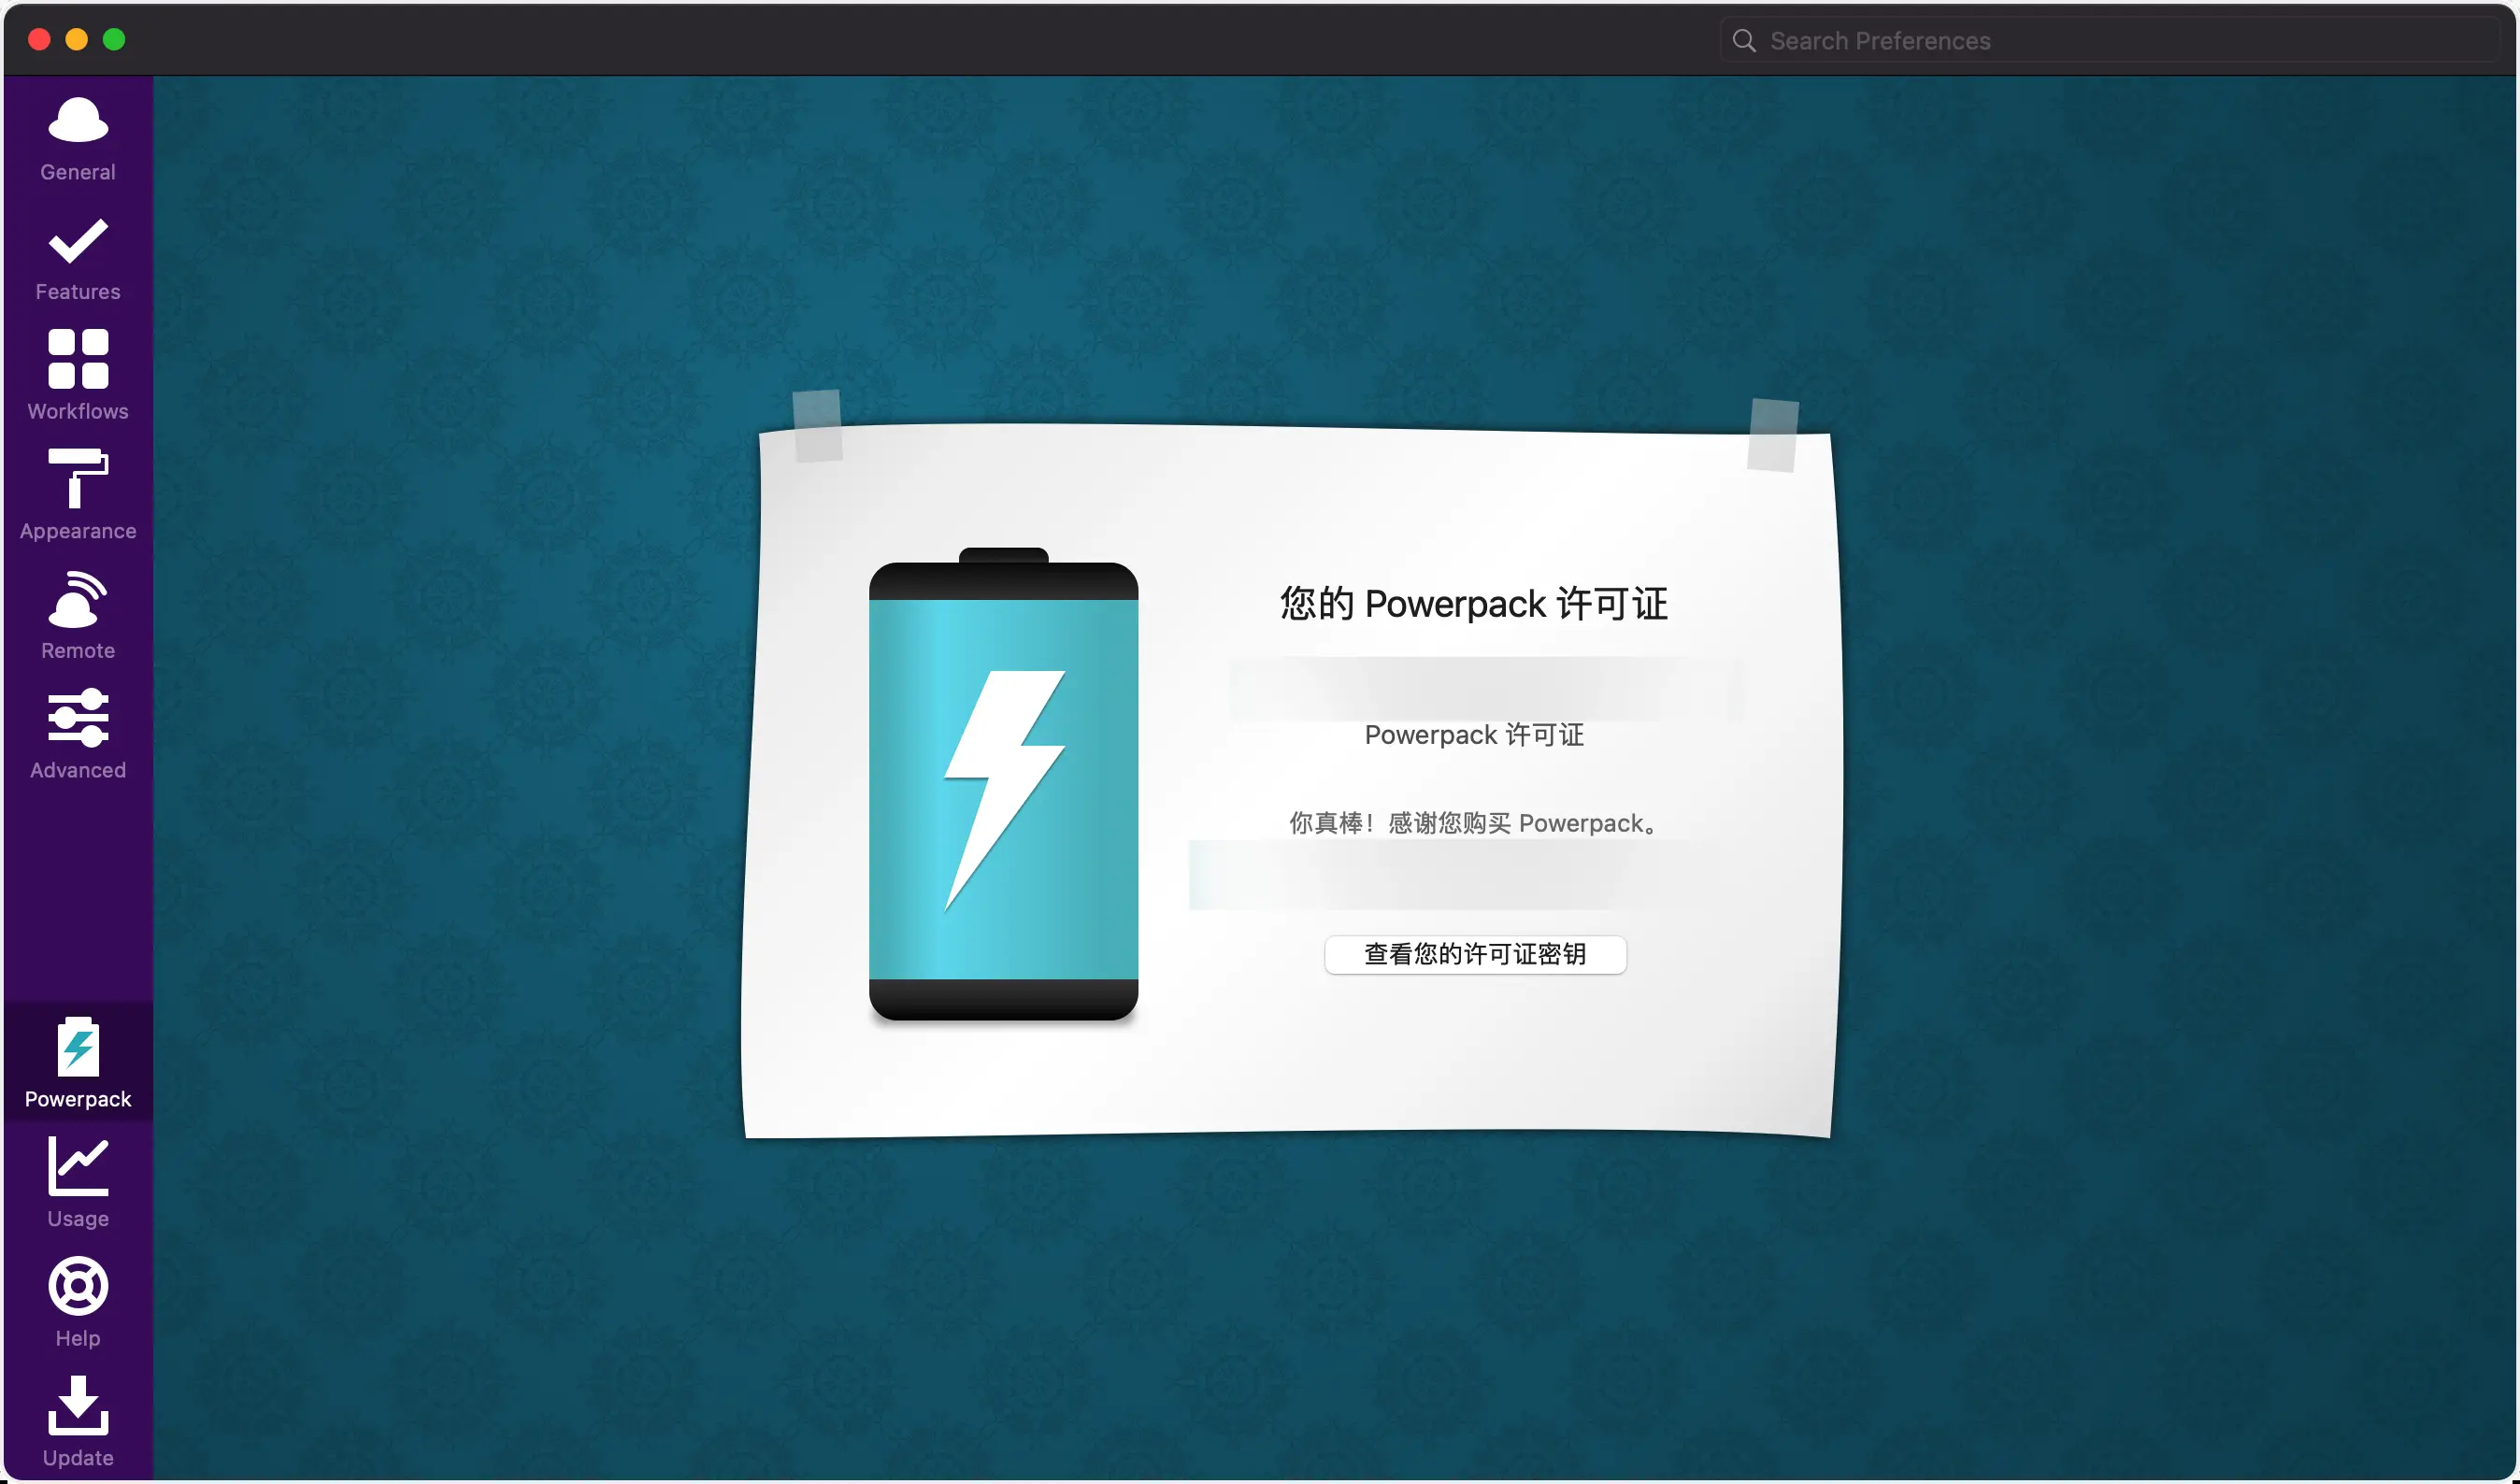 Search Preferences
General
Features
Workflows
Appearance
Remote
Advanced
Powerpack
Usage
Help
Update
您的 Powerpack 许可证
Powerpack 许可证
你真棒！感谢您购买 Powerpack。
查看您的许可证密钥